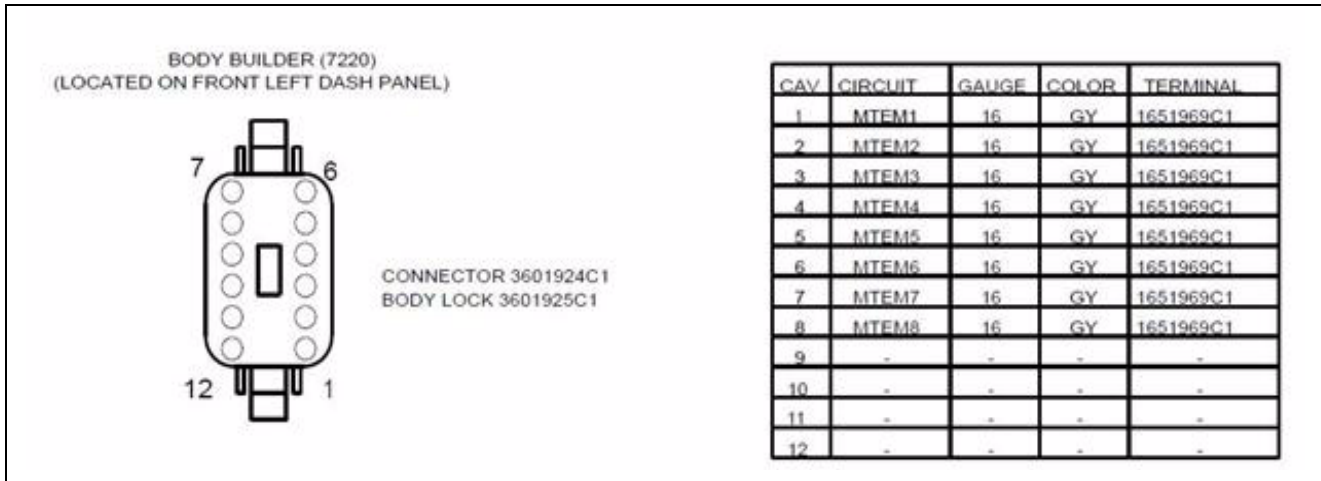 BODY BUILDER (7220)
(LOCATED ON FRONT LEFT DASH PANEL)
7
6
12
1
CONNECTOR 3601924C1
BODY LOCK 3601925C1
CAV CIRCUIT GAUGE COLOR TERMINAL
1 MTEM1 16 GY 1651969C1
2 MTEM2 16 GY 1651969C1
3 MTEM3 16 GY 1651969C1
4 MTEM4 16 GY 1651969C1
5 MTEM5 16 GY 1651969C1
6 MTEM6 16 GY 1651969C1
7 MTEM7 16 GY 1651969C1
8 MTEM8 16 GY 1651969C1
9 - - - -
10 - - - -
11 - - - -
12 - - - -